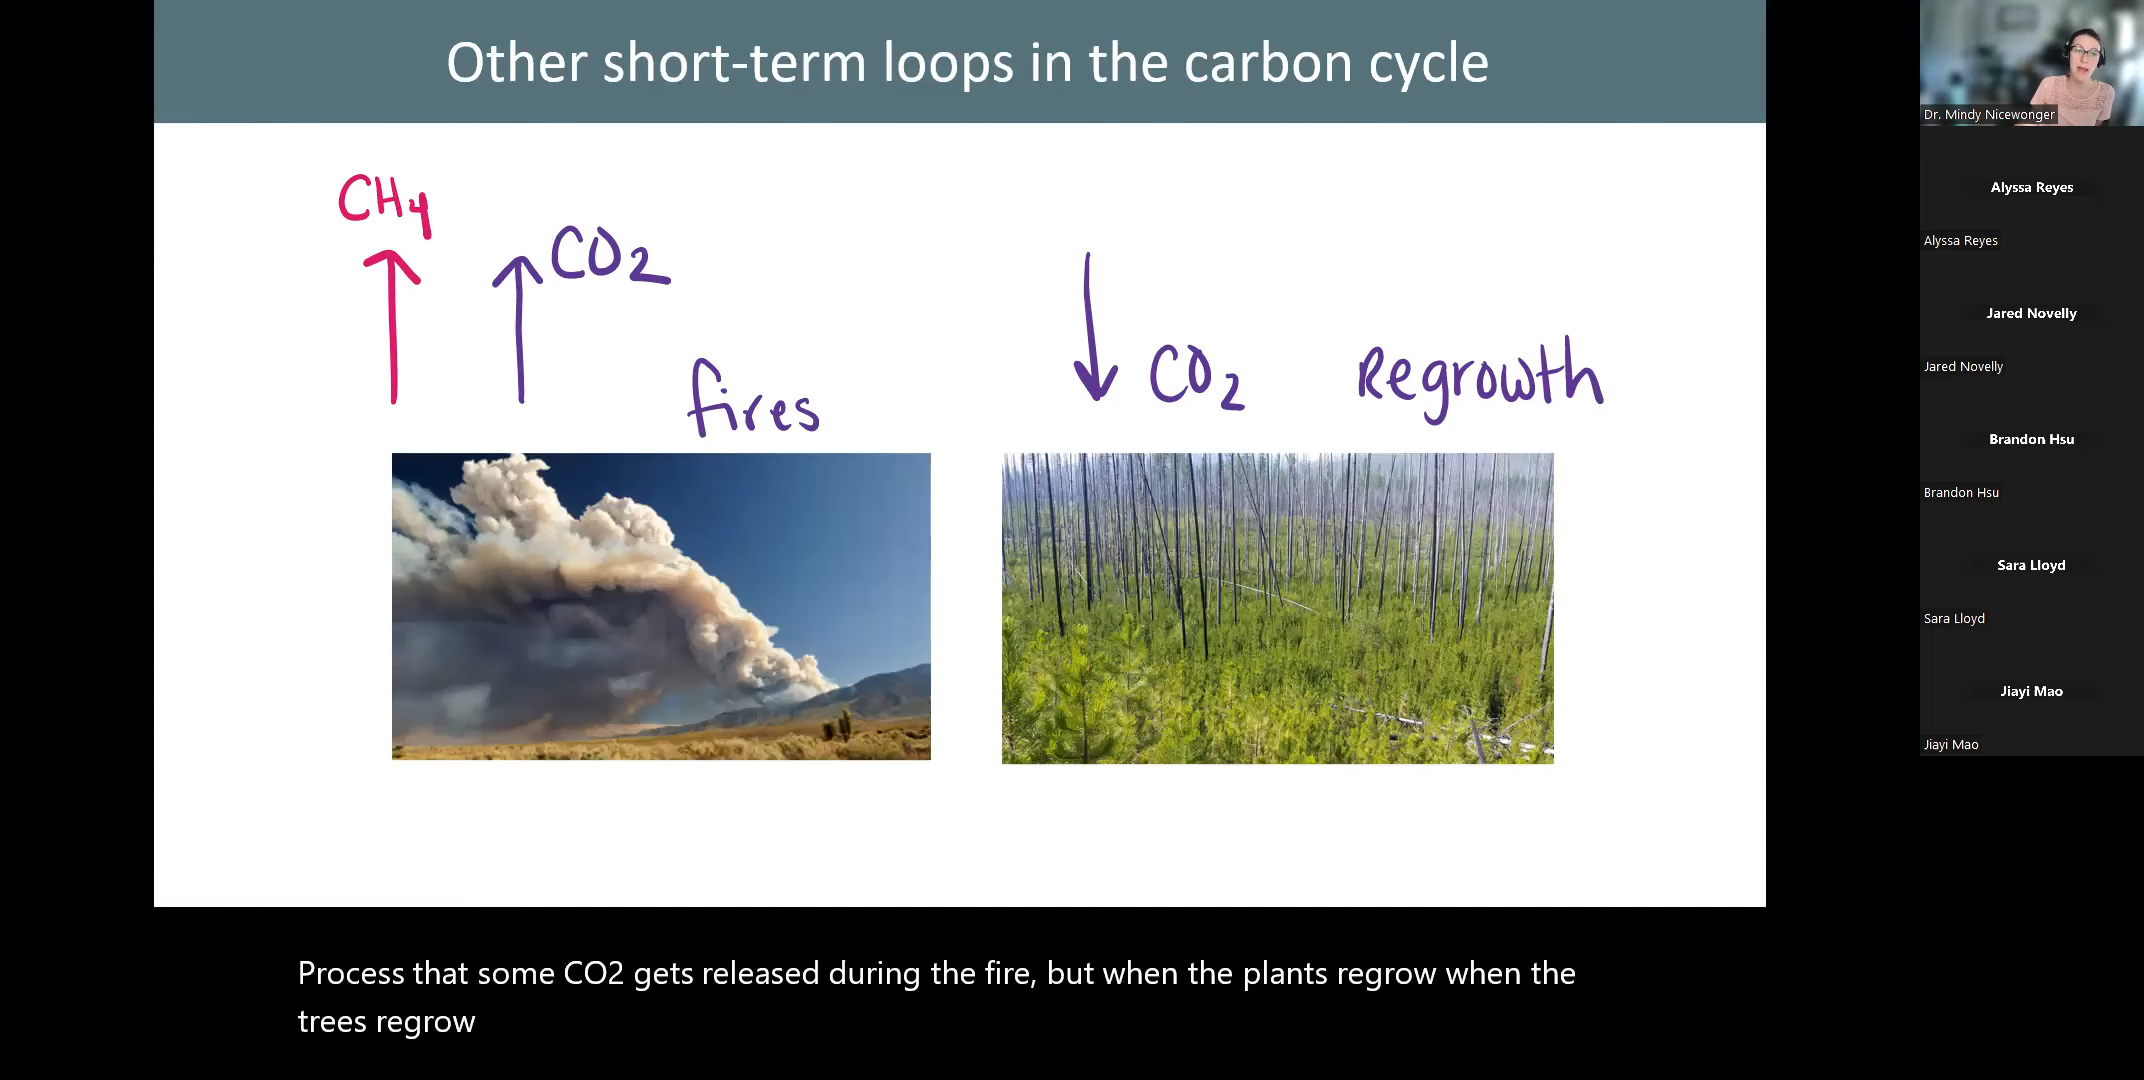 Other short-term loops in the carbon cycle
CH4
CO2
fires
CO2
Regrowth
Process that some CO2 gets released during the fire, but when the plants regrow when the
trees regrow
Dr. Mindy Nicewonger
Alyssa Reyes
Alyssa Reyes
Jared Novelly
Jared Novelly
Brandon Hsu
Brandon Hsu
Sara Lloyd
Sara Lloyd
Jiayi Mao
Jiayi Mao